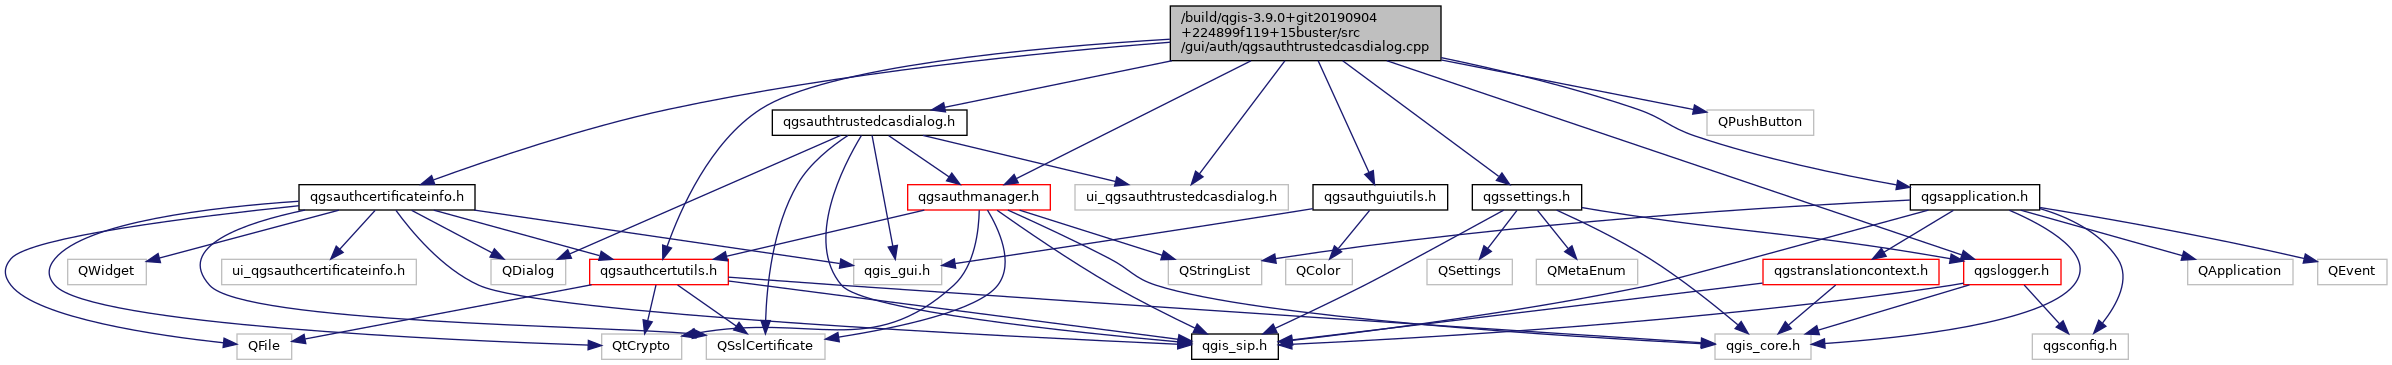 /build/qgis-3.9.0+git20190904
+224899f119+15buster/src
/gui/auth/qgsauthtrustedcasdialog.cpp
qgsauthtrustedcasdialog.h
QPushButton
qgsauthcertificateinfo.h
qgsauthmanager.h
ui_qgsauthtrustedcasdialog.h
qgsauthguiutils.h
qgssettings.h
qgsapplication.h
QWidget
ui_qgsauthcertificateinfo.h
QDialog
qgsauthcertutils.h
qgis_gui.h
QStringList
QColor
QSettings
QMetaEnum
qgstranslationcontext.h
qgslogger.h
QApplication
QEvent
QFile
QtCrypto
QSslCertificate
qgis_sip.h
qgis_core.h
qgsconfig.h